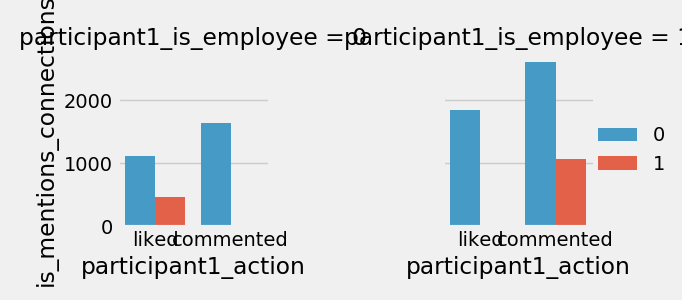 participant1_is_employee = 0
participant1_is_employee = 1
is_mentions_connections
2000
1000
0
liked
commented
liked
commented
participant1_action
participant1_action
0
1